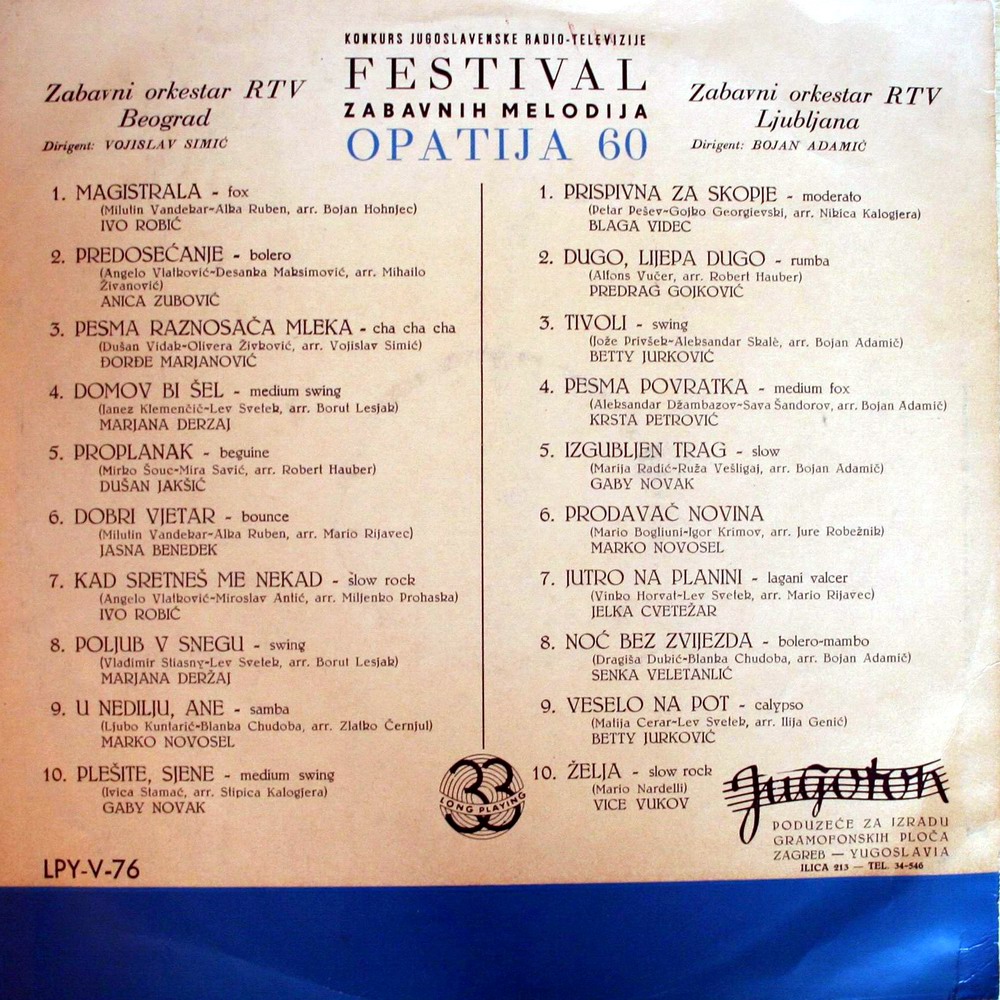 KONKURS JUGOSLAVENSKE RADIO-TELEVIZIJE
FESTIVAL
ZABAVNIH MELODIJA
OPATIJA 60
Zabavni orkestar RTV
Beograd
Dirigent: VOJISLAV SIMIĆ
1. MAGISTRALA - fox
(Milutin Vandekar-Alka Ruben, arr. Bojan Hohnjec)
IVO ROBIĆ
2. PREDOSEĆANJE - bolero
(Angelo Vlatković-Desanka Maksimović, arr. Mihailo
Živanović)
ANICA ZUBOVIĆ
3. PESMA RAZNOSAČA MLEKA - cha cha cha
(Dušan Vidak-Olivera Živković, arr. Vojislav Simić)
ĐORĐE MARJANOVIĆ
4. DOMOV BI ŠEL - medium swing
(Janez Klemenčič-Lev Svetek, arr. Borut Lesjak)
MARJANA DERZAJ
5. PROPLANAK - beguine
(Mirko Šouc-Mira Savić, arr. Robert Hauber)
DUŠAN JAKŠIĆ
6. DOBRI VJETAR - bounce
(Milutin Vandekar-Alka Ruben, arr. Mario Rijavec)
JASNA BENEDEK
7. KAD SRETNEŠ ME NEKAD - slow rock
(Angelo Vlatković-Miroslav Antić, arr. Miljenko Prohaska)
IVO ROBIĆ
8. POLJUB V SNEGU - swing
(Vladimir Stiasny-Lev Svetek, arr. Borut Lesjak)
MARJANA DERŽAJ
9. U NEDILJU, ANE - samba
(Ljubo Kuntarić-Blanka Chudoba, arr. Zlatko Černjul)
MARKO NOVOSEL
10. PLEŠITE, SJENE - medium swing
(Ivica Stamać, arr. Stipica Kalogjera)
GABY NOVAK
LPY-V-76
Zabavni orkestar RTV
Ljubljana
Dirigent: BOJAN ADAMIČ
1. PRISPIVNA ZA SKOPJE - moderato
(Petar Pešev-Gojko Georgievski, arr. Nikica Kalogjera)
BLAGA VIDEC
2. DUGO, LIJEPA DUGO - rumba
(Alfons Vučer, arr. Robert Hauber)
PREDRAG GOJKOVIĆ
3. TIVOLI - swing
(Jože Privšek-Aleksandar Skalè, arr. Bojan Adamič)
BETTY JURKOVIĆ
4. PESMA POVRATKA - medium fox
(Aleksandar Džambazov-Sava Šandorov, arr. Bojan Adamič)
KRSTA PETROVIĆ
5. IZGUBLJEN TRAG - slow
(Marija Radić-Ruža Vešligaj, arr. Bojan Adamič)
GABY NOVAK
6. PRODAVAČ NOVINA
(Mario Bogliuni-Igor Krimov, arr. Jure Robežnik)
MARKO NOVOSEL
7. JUTRO NA PLANINI - lagani valcer
(Vinko Horvat-Lev Svetek, arr. Mario Rijavec)
JELKA CVETEŽAR
8. NOĆ BEZ ZVIJEZDA - bolero-mambo
(Dragiša Dukić-Blanka Chudoba, arr. Bojan Adamič)
SENKA VELETANLIĆ
9. VESELO NA POT - calypso
(Matija Cerar-Lev Svetek, arr. Ilija Genić)
BETTY JURKOVIĆ
10. ŽELJA - slow rock
(Mario Nardelli)
VICE VUKOV
33
LONG PLAYING
Jugoton
PODUZEĆE ZA IZRADU
GRAMOFONSKIH PLOČA
ZAGREB — YUGOSLAVIA
ILICA 213 — TEL. 34-546